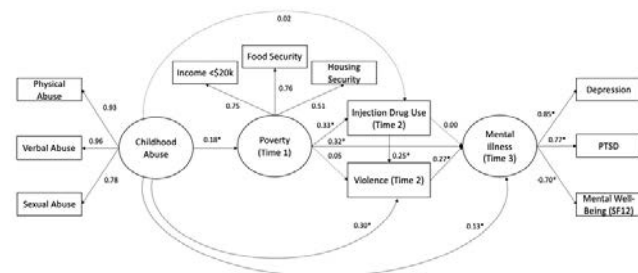 0.02
Food Security
Housing
Security
Income <$20k
Physical
Abuse
0.76
0.75
0.51
0.93
Injection Drug Use
(Time 2)
0.00
0.85*
Depression
Verbal Abuse
0.96
Childhood
Abuse
0.18*
Poverty
(Time 1)
0.33*
0.32*
0.05
0.25*
0.27*
Mental
Illness
(Time 3)
0.77*
PTSD
0.78
Violence (Time 2)
-0.70*
Sexual Abuse
Mental Well-
Being (SF12)
0.30*
0.53*